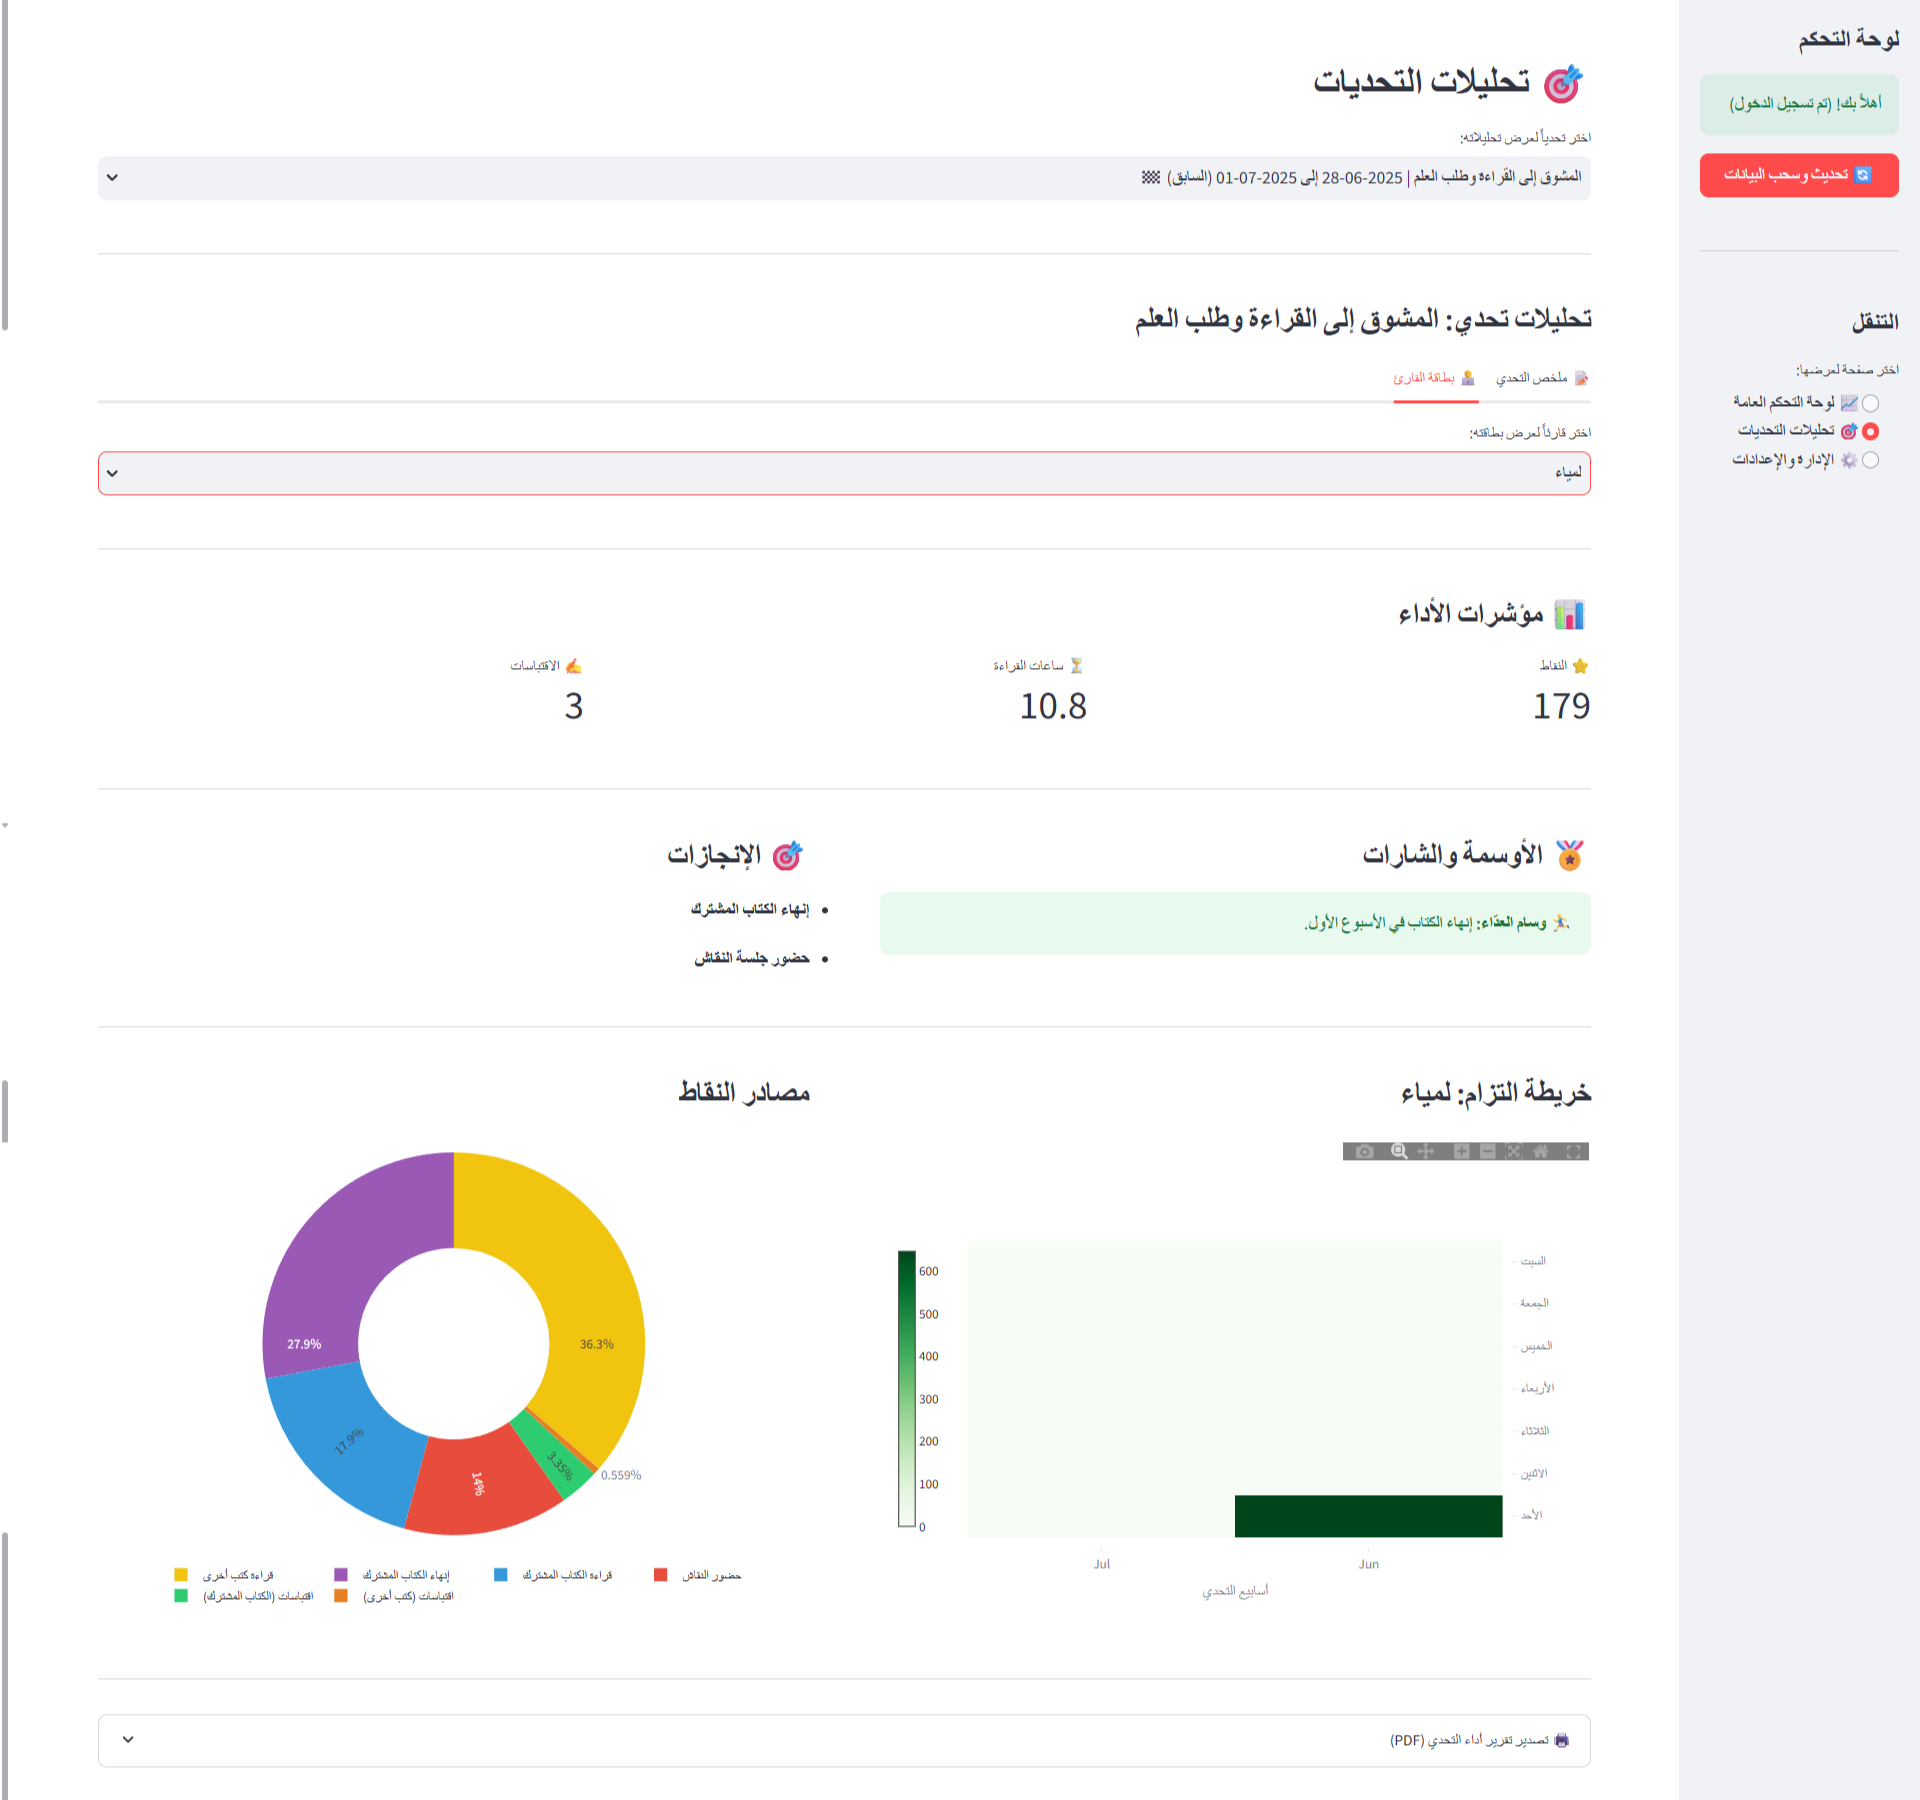 لوحة التحكم
أهلاً بك! (تم تسجيل الدخول)
تحديث وسحب البيانات
التنقل
اختر صفحة لعرضها:
لوحة التحكم العامة
تحليلات التحديات
الإدارة والإعدادات
تحليلات التحديات
اختر تحدياً لعرض تحليلاته:
المشوق إلى القراءة وطلب العلم | 2025-06-28 إلى 2025-07-01 (السابق)
تحليلات تحدي: المشوق إلى القراءة وطلب العلم
ملخص التحدي
بطاقة القارئ
اختر قارئاً لعرض بطاقته:
لمياء
مؤشرات الأداء
النقاط
179
ساعات القراءة
10.8
الاقتباسات
3
الأوسمة والشارات
وسام العدّاء: إنهاء الكتاب في الأسبوع الأول.
الإنجازات
إنهاء الكتاب المشترك
حضور جلسة النقاش
خريطة التزام: لمياء
السبت
الجمعة
الخميس
الأربعاء
الثلاثاء
الاثنين
الأحد
600
500
400
300
200
100
0
Jul
Jun
أسابيع التحدي
مصادر النقاط
36.3%
27.9%
17.9%
14%
3.35%
0.559%
قراءة كتب أخرى
إنهاء الكتاب المشترك
قراءة الكتاب المشترك
حضور النقاش
اقتباسات (الكتاب المشترك)
اقتباسات (كتب أخرى)
تصدير تقرير أداء التحدي (PDF)